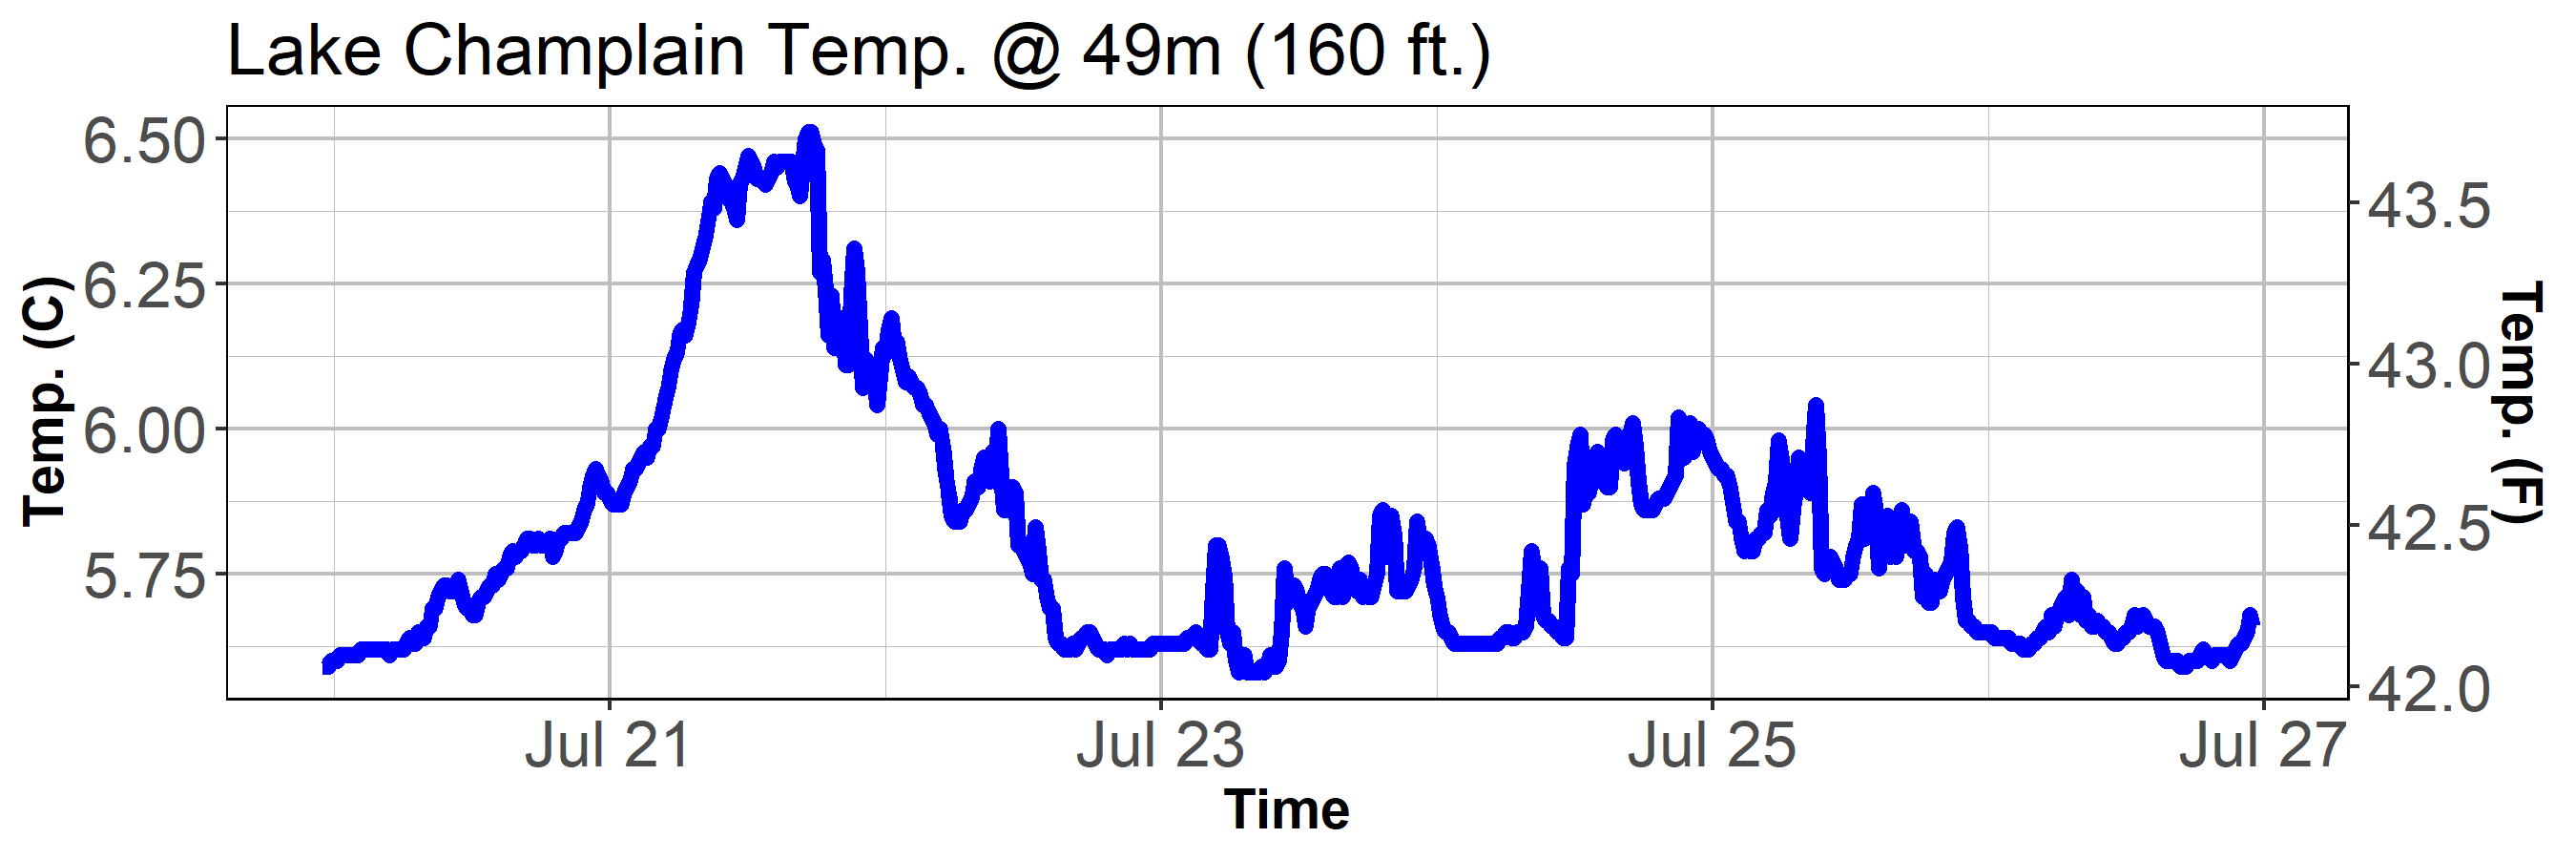 Lake Champlain Temp. @ 49m (160 ft.)
6.50
6.25
6.00
5.75
Temp. (C)
43.5
43.0
42.5
42.0
Temp. (F)
Jul 21 Jul 23 Jul 25 Jul 27
Time